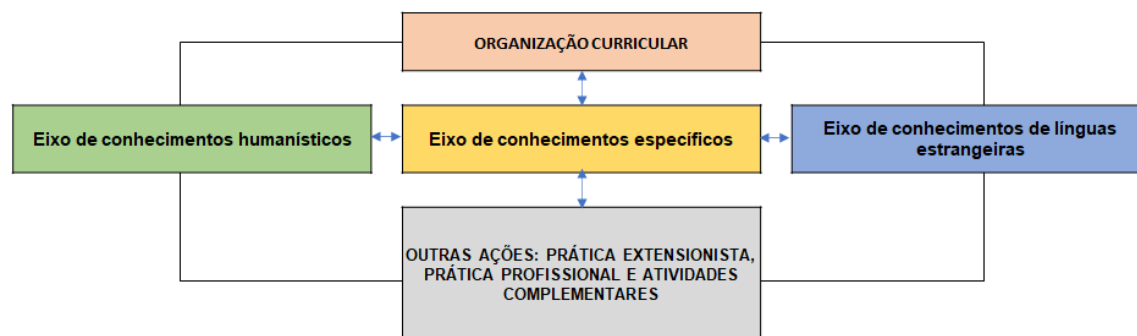 ORGANIZAÇÃO CURRICULAR
Eixo de conhecimentos humanísticos
Eixo de conhecimentos específicos
Eixo de conhecimentos de línguas
estrangeiras
OUTRAS AÇÕES: PRÁTICA EXTENSIONISTA,
PRÁTICA PROFISSIONAL E ATIVIDADES
COMPLEMENTARES